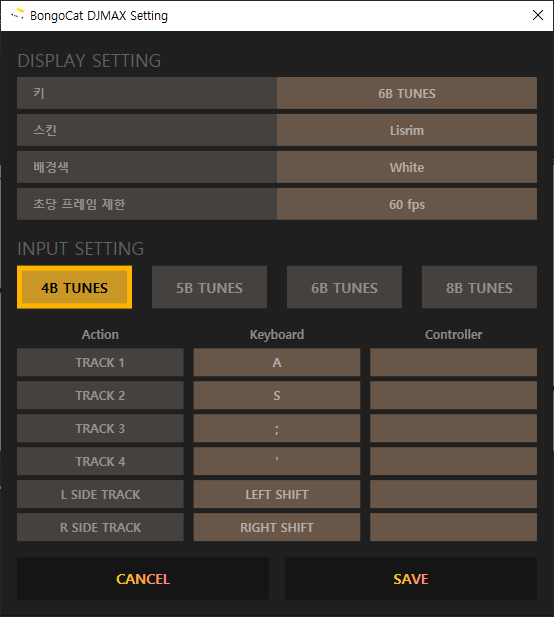 BongoCat DJMAX Setting
DISPLAY SETTING
키 6B TUNES
스킨 Lisrim
배경색 White
초당 프레임 제한 60 fps
INPUT SETTING
4B TUNES 5B TUNES 6B TUNES 8B TUNES
Action Keyboard Controller
TRACK 1 A
TRACK 2 S
TRACK 3 ;
TRACK 4 '
L SIDE TRACK LEFT SHIFT
R SIDE TRACK RIGHT SHIFT
CANCEL SAVE